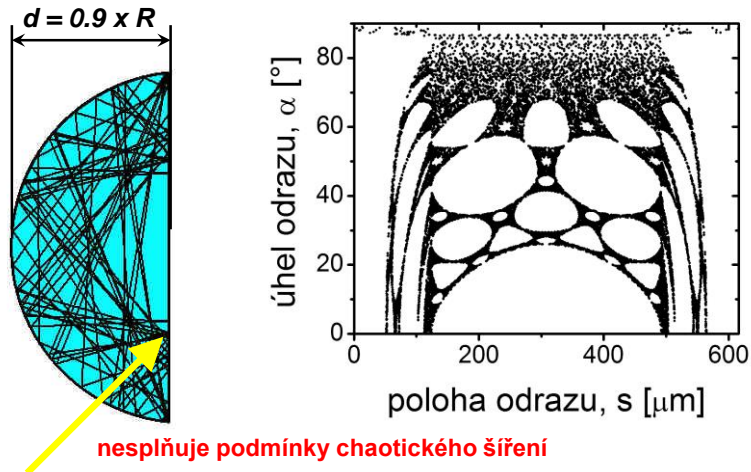 d = 0.9 x R
80
60
40
20
0
úhel odrazu, α [°]
0 200 400 600
poloha odrazu, s [μm]
nesplňuje podmínky chaotického šíření